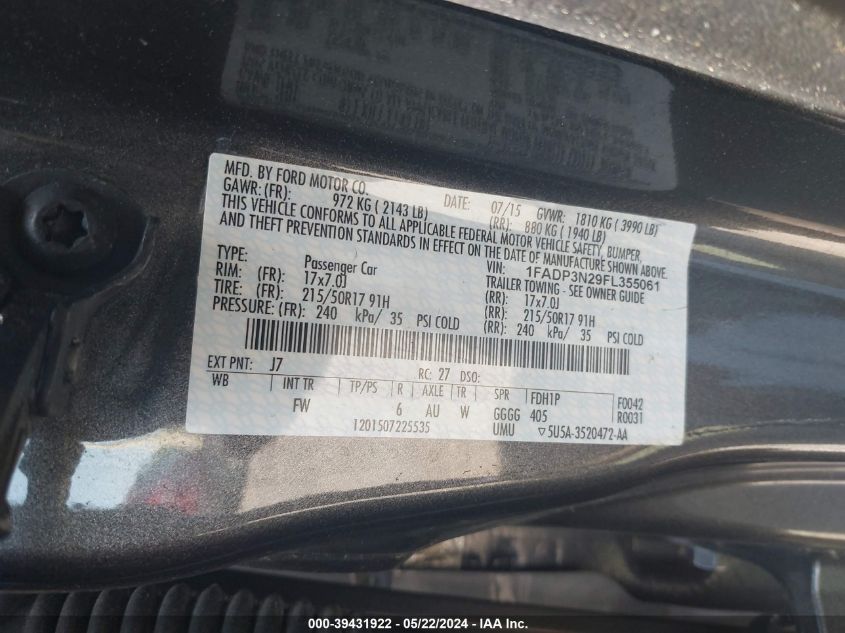 MFD. BY FORD MOTOR CO.
DATE: 07/15 GVWR: 1810 KG ( 3990 LB)
GAWR: (FR): 972 KG ( 2143 LB) (RR): 880 KG ( 1940 LB)
THIS VEHICLE CONFORMS TO ALL APPLICABLE FEDERAL MOTOR VEHICLE SAFETY, BUMPER,
AND THEFT PREVENTION STANDARDS IN EFFECT ON THE DATE OF MANUFACTURE SHOWN ABOVE.
VIN: 1FADP3N29FL355061
TYPE: Passenger Car TRAILER TOWING - SEE OWNER GUIDE
RIM: (FR): 17x7.0J (RR): 17x7.0J
TIRE: (FR): 215/50R17 91H (RR): 215/50R17 91H
PRESSURE: (FR): 240 kPa/ 35 PSI COLD (RR): 240 kPa/ 35 PSI COLD
EXT PNT: J7 RC: 27 DSO:
WB INT TR TP/PS R AXLE TR SPR FDH1P F0042
FW 6 AU W GGGG 405 R0031
1201507225535 UMU 5U5A-3520472-AA
000-39431922 - 05/22/2024 - IAA Inc.